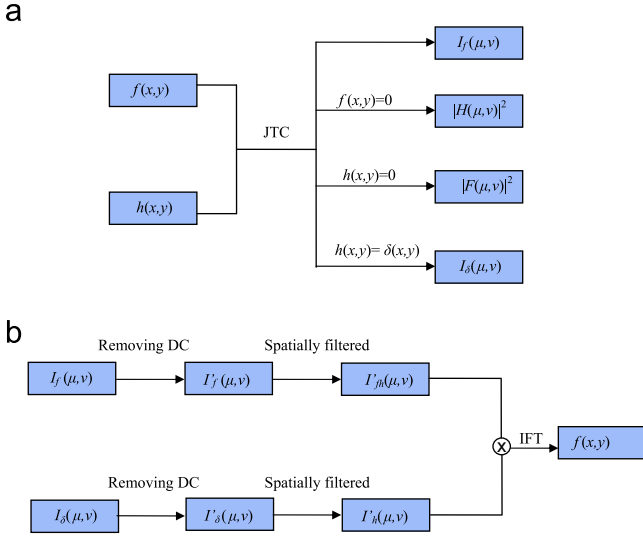 a
f(x,y)
h(x,y)
JTC
I_f(μ,ν)
f(x,y)=0
|H(μ,ν)|²
h(x,y)=0
|F(μ,ν)|²
h(x,y)= δ(x,y)
I_δ(μ,ν)
b
Removing DC Spatially filtered
I_f(μ,ν) I'_f(μ,ν) I'_fh(μ,ν)
X IFT f(x,y)
Removing DC Spatially filtered
I_δ(μ,ν) I'_δ(μ,ν) I'_h(μ,ν)